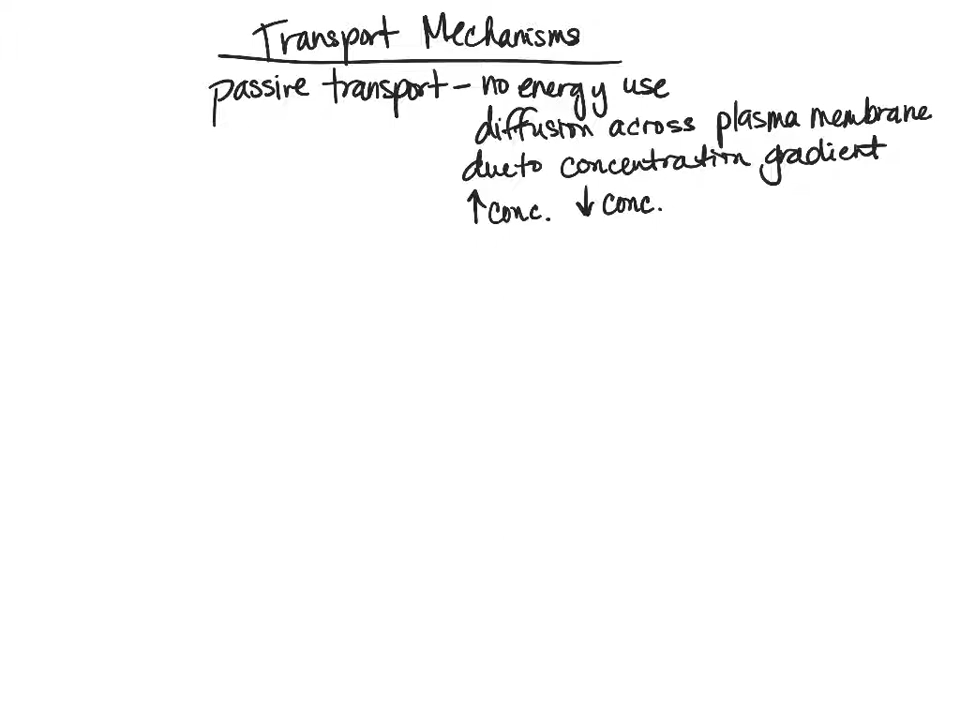 Transport Mechanisms
passive transport - no energy use
diffusion across plasma membrane
due to concentration gradient
↑ conc. ↓ conc.